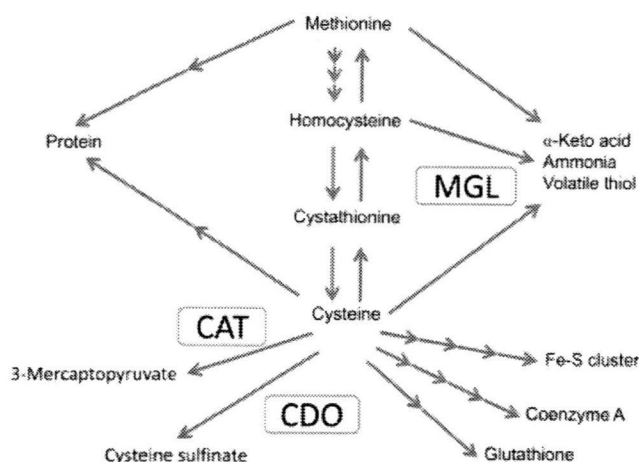 Methionine
Homocysteine
Protein
α-Keto acid
Ammonia
Volatile thiol
MGL
Cystathionine
Cysteine
CAT
3-Mercaptopyruvate
Fe-S cluster
CDO
Coenzyme A
Cysteine sulfinate
Glutathione